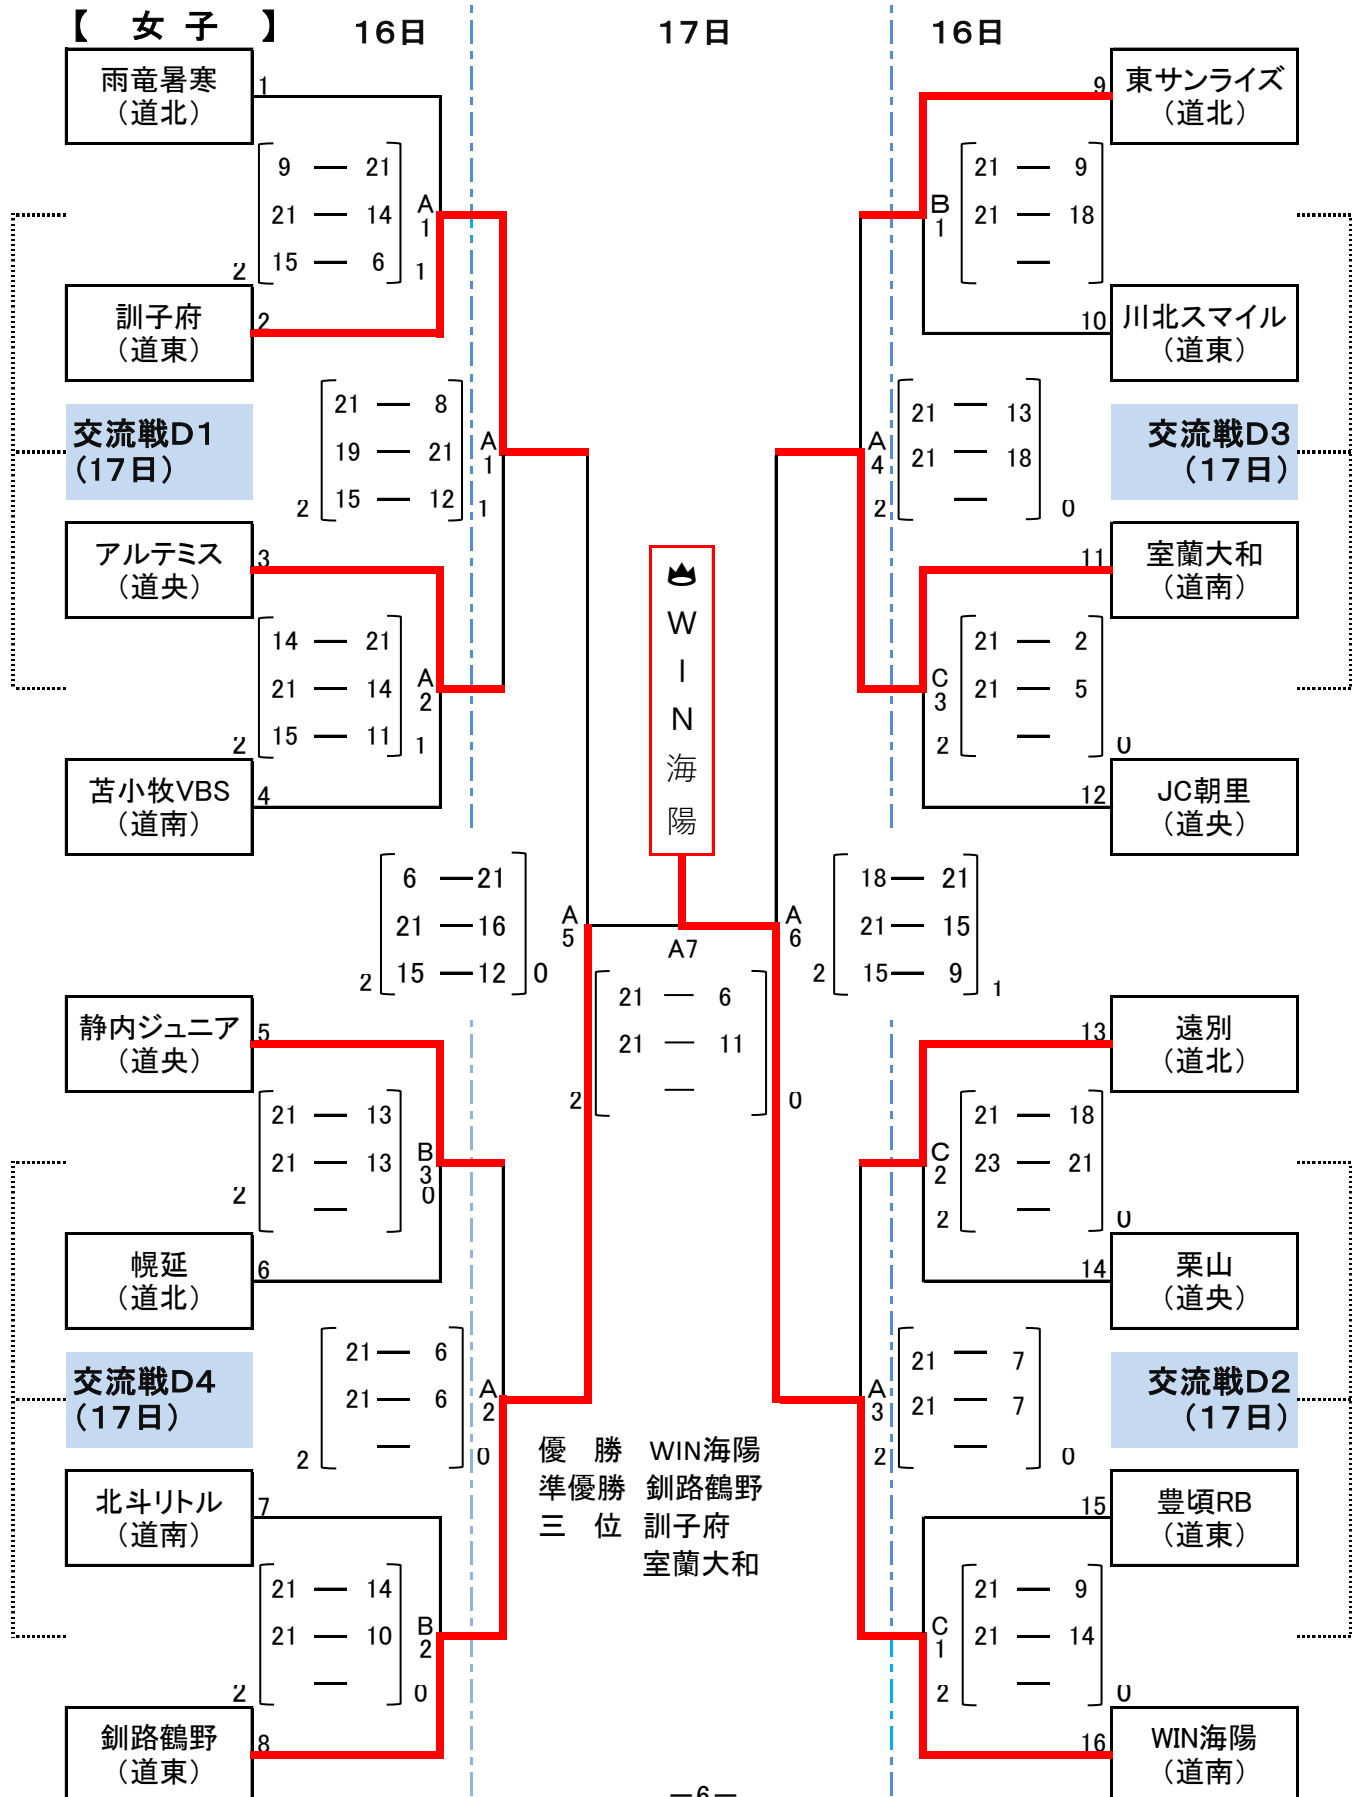 【　女 子　】
16日
17日
16日
雨竜暑寒
（道北）
1
9 — 21
21 — 14
15 — 6
2
1
A
1
訓子府
（道東）
2
交流戦D1
（17日）
21 — 8
19 — 21
15 — 12
2
1
A
1
アルテミス
（道央）
3
14 — 21
21 — 14
15 — 11
2
1
A
2
苫小牧VBS
（道南）
4
6 — 21
21 — 16
15 — 12
2
0
A
5
静内ジュニア
（道央）
5
21 — 13
21 — 13
—
2
0
B
3
幌延
（道北）
6
交流戦D4
（17日）
21 — 6
21 — 6
—
2
0
A
2
北斗リトル
（道南）
7
21 — 14
21 — 10
—
2
0
B
2
釧路鶴野
（道東）
8
W
I
N
海
陽
A7
21 — 6
21 — 11
—
2
0
優　勝　WIN海陽
準優勝　釧路鶴野
三　位　訓子府
室蘭大和
9
東サンライズ
（道北）
B
1
21 — 9
21 — 18
—
10
川北スマイル
（道東）
交流戦D3
（17日）
A
4
21 — 13
21 — 18
—
2
0
11
室蘭大和
（道南）
C
3
21 — 2
21 — 5
—
2
0
12
JC朝里
（道央）
A
6
18 — 21
21 — 15
15 — 9
2
1
13
遠別
（道北）
C
2
21 — 18
23 — 21
—
2
0
14
栗山
（道央）
交流戦D2
（17日）
A
3
21 — 7
21 — 7
—
2
0
15
豊頃RB
（道東）
C
1
21 — 9
21 — 14
—
2
0
16
WIN海陽
（道南）
—6—